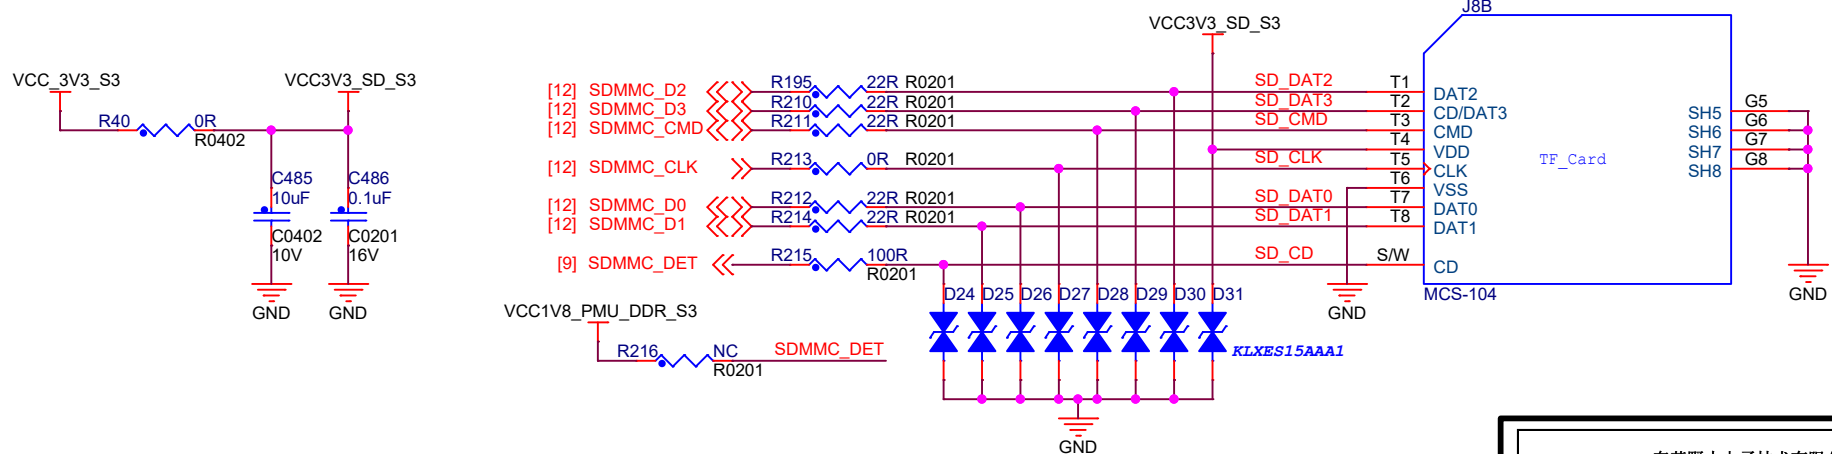 J8B
VCC3V3_SD_S3
VCC_3V3_S3
VCC3V3_SD_S3
R40
0R
R0402
C485
10uF
C0402
10V
GND
C486
0.1uF
C0201
16V
GND
[12] SDMMC_D2 R195 22R R0201 SD_DAT2 T1 DAT2
[12] SDMMC_D3 R210 22R R0201 SD_DAT3 T2 CD/DAT3
[12] SDMMC_CMD R211 22R R0201 SD_CMD T3 CMD
T4 VDD
[12] SDMMC_CLK R213 0R R0201 SD_CLK T5 CLK
T6 VSS
[12] SDMMC_D0 R212 22R R0201 SD_DAT0 T7 DAT0
[12] SDMMC_D1 R214 22R R0201 SD_DAT1 T8 DAT1
[9] SDMMC_DET R215 100R R0201 SD_CD S/W CD
TF_Card
SH5 G5
SH6 G6
SH7 G7
SH8 G8
MCS-104
GND
GND
D24 D25 D26 D27 D28 D29 D30 D31
KLXES15AAA1
GND
VCC1V8_PMU_DDR_S3
R216 NC SDMMC_DET
R0201